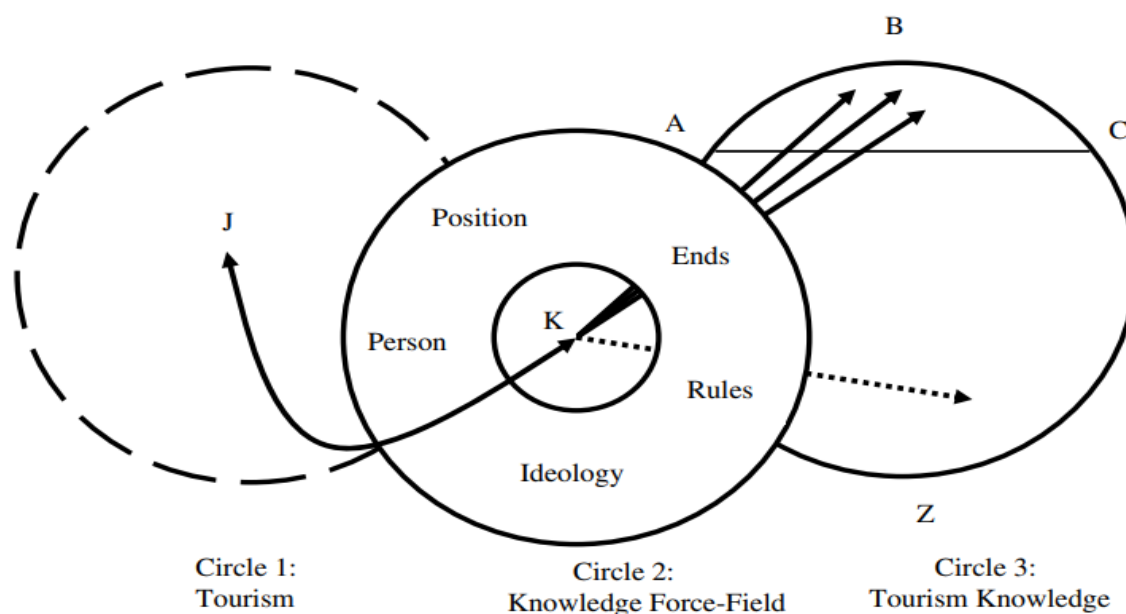 B
A
C
Position
J
Ends
K
Person
Rules
Ideology
Z
Circle 1:
Tourism
Circle 2:
Knowledge Force-Field
Circle 3:
Tourism Knowledge